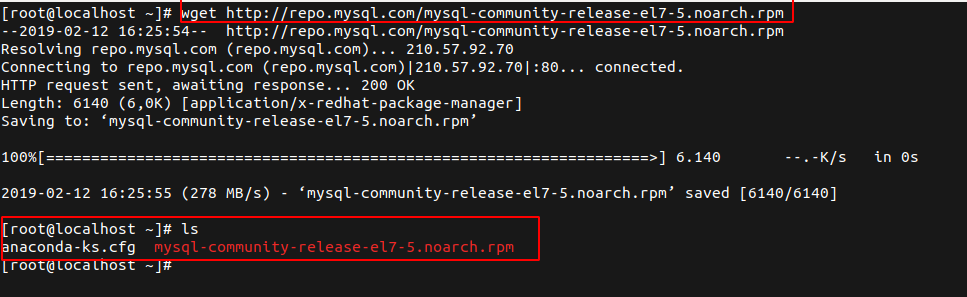 [root@localhost ~]# wget http://repo.mysql.com/mysql-community-release-el7-5.noarch.rpm
--2019-02-12 16:25:54--  http://repo.mysql.com/mysql-community-release-el7-5.noarch.rpm
Resolving repo.mysql.com (repo.mysql.com)... 210.57.92.70
Connecting to repo.mysql.com (repo.mysql.com)|210.57.92.70|:80... connected.
HTTP request sent, awaiting response... 200 OK
Length: 6140 (6,0K) [application/x-redhat-package-manager]
Saving to: ‘mysql-community-release-el7-5.noarch.rpm’
100%[==============================================================>] 6.140       --.-K/s   in 0s
2019-02-12 16:25:55 (278 MB/s) - ‘mysql-community-release-el7-5.noarch.rpm’ saved [6140/6140]
[root@localhost ~]# ls
anaconda-ks.cfg  mysql-community-release-el7-5.noarch.rpm
[root@localhost ~]#